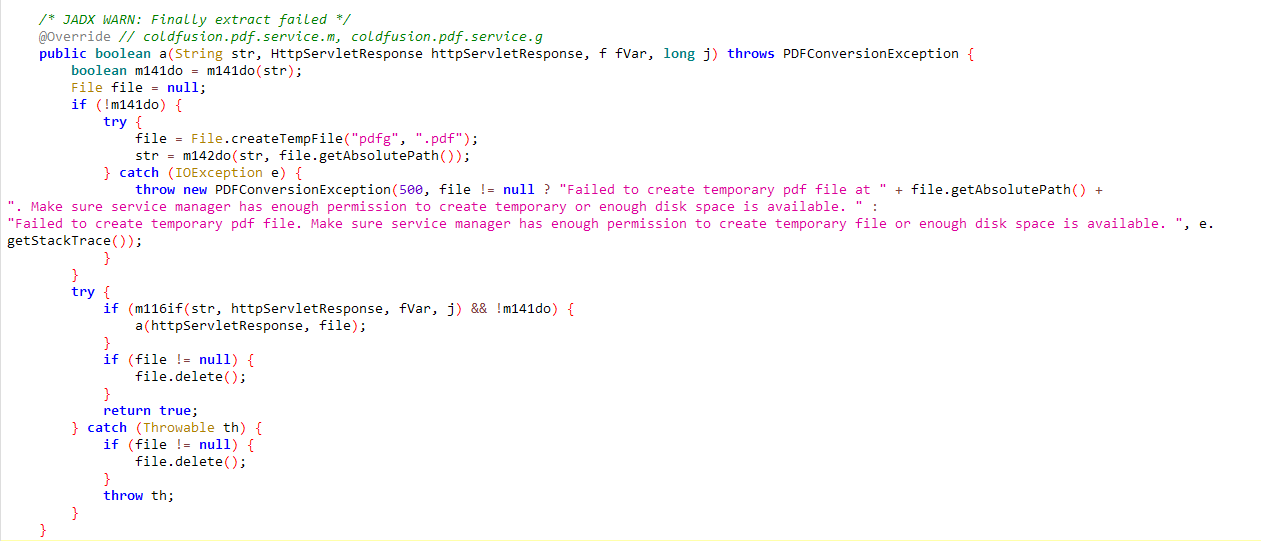 /* JADX WARN: Finally extract failed */
@Override // coldfusion.pdf.service.m, coldfusion.pdf.service.g
public boolean a(String str, HttpServletResponse httpServletResponse, f fVar, long j) throws PDFConversionException {
boolean m141do = m141do(str);
File file = null;
if (!m141do) {
try {
file = File.createTempFile("pdfg", ".pdf");
str = m142do(str, file.getAbsolutePath());
} catch (IOException e) {
throw new PDFConversionException(500, file != null ? "Failed to create temporary pdf file at " + file.getAbsolutePath() +
". Make sure service manager has enough permission to create temporary or enough disk space is available. " :
"Failed to create temporary pdf file. Make sure service manager has enough permission to create temporary file or enough disk space is available. ", e.
getStackTrace());
}
}
try {
if (m116if(str, httpServletResponse, fVar, j) && !m141do) {
a(httpServletResponse, file);
}
if (file != null) {
file.delete();
}
return true;
} catch (Throwable th) {
if (file != null) {
file.delete();
}
throw th;
}
}